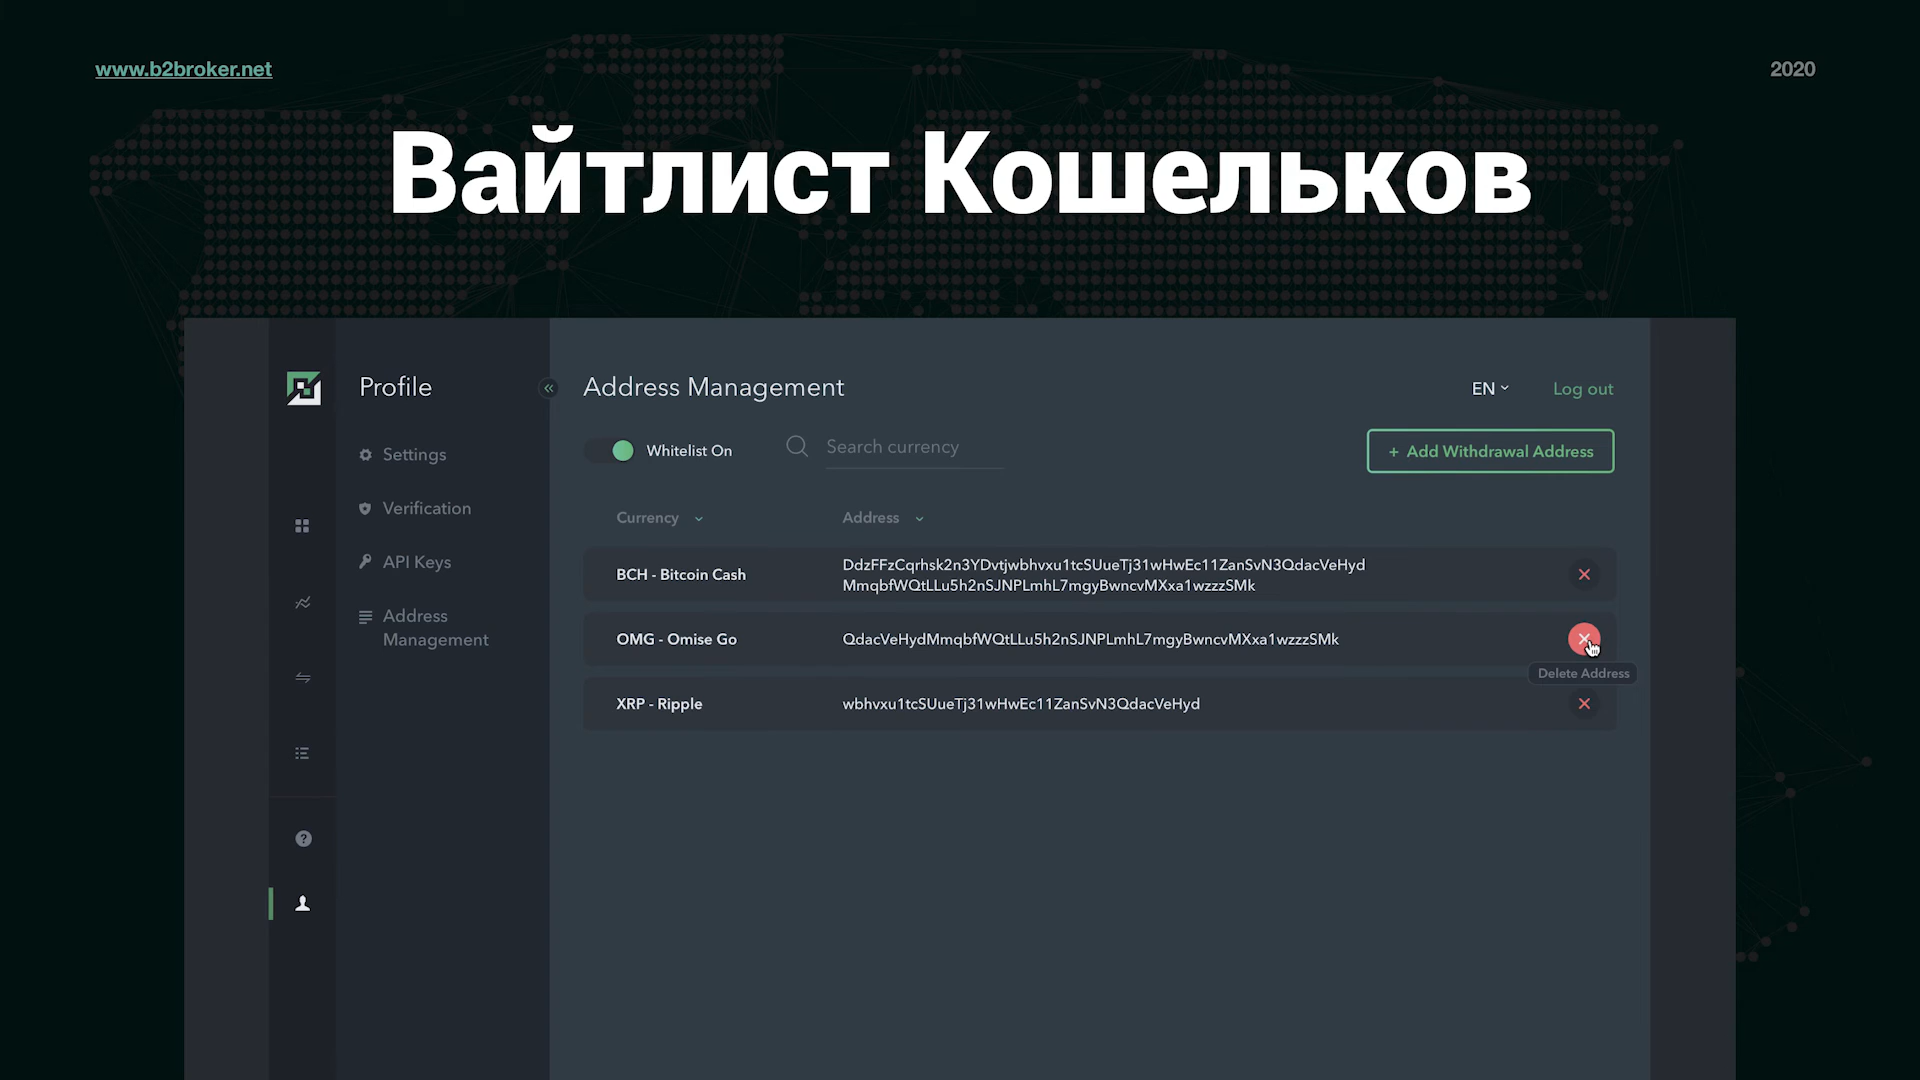 www.b2broker.net
2020
Вайтлист Кошельков
Profile
Address Management
EN
Log out
Settings
Whitelist On
Search currency
+ Add Withdrawal Address
Verification
Currency
Address
API Keys
BCH - Bitcoin Cash
DdzFFzCqrhsk2n3YDvtjwbhvxu1tcSUueTj31wHwEc11ZanSvN3QdacVeHyd
MmqbfWQtLLu5h2nSJNPLmhL7mgyBwncvMXxa1wzzzSMk
Address
Management
OMG - Omise Go
QdacVeHydMmqbfWQtLLu5h2nSJNPLmhL7mgyBwncvMXxa1wzzzSMk
Delete Address
XRP - Ripple
wbhvxu1tcSUueTj31wHwEc11ZanSvN3QdacVeHyd